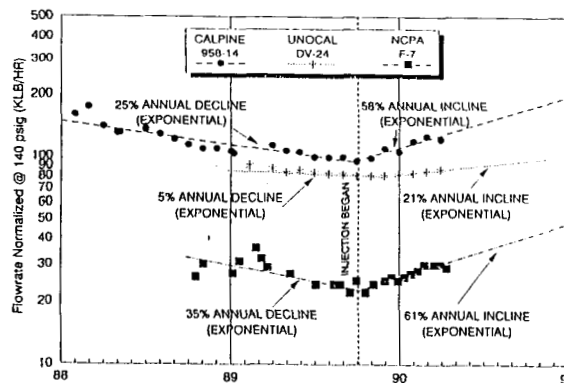 CALPINE UNOCAL NCPA
958-14 DV-24 F-7
500
400
300
200
100
90
80
70
60
50
40
30
20
10
Flowrate Normalized @ 140 psig (KLB/HR)
25% ANNUAL DECLINE
(EXPONENTIAL)
58% ANNUAL INCLINE
(EXPONENTIAL)
5% ANNUAL DECLINE
(EXPONENTIAL)
21% ANNUAL INCLINE
(EXPONENTIAL)
INJECTION BEGAN
35% ANNUAL DECLINE
(EXPONENTIAL)
61% ANNUAL INCLINE
(EXPONENTIAL)
88 89 90